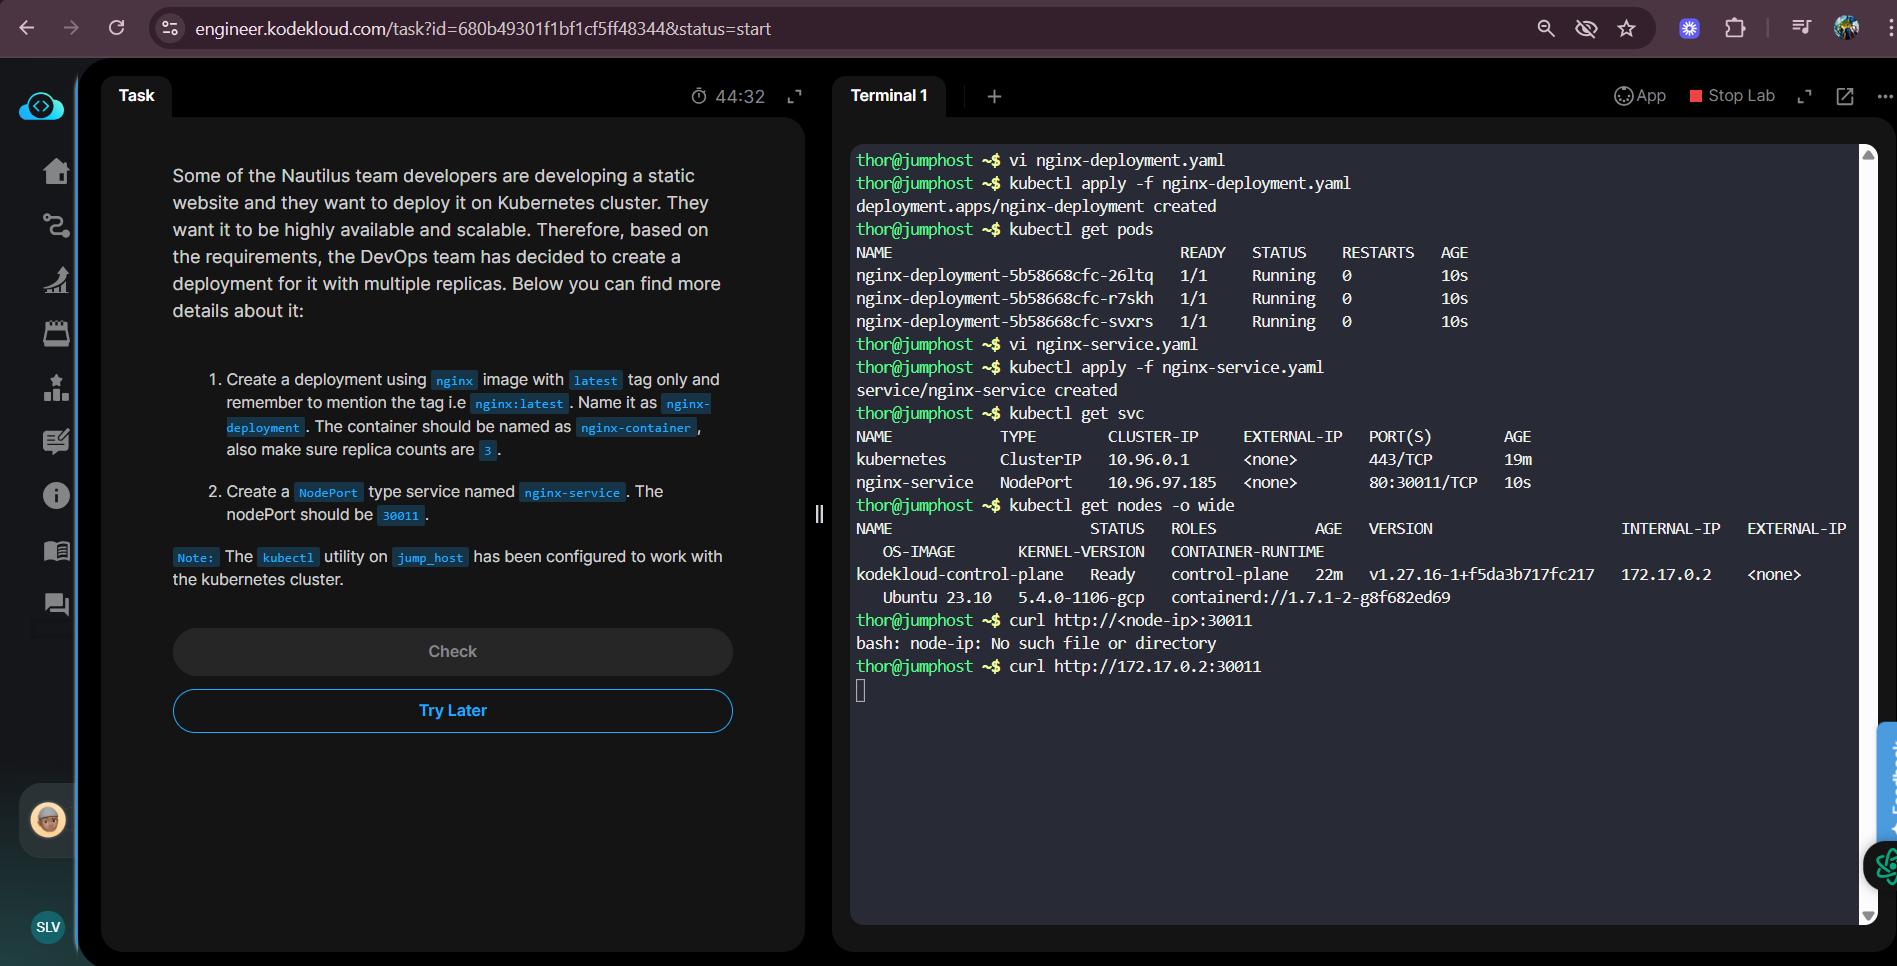 engineer.kodekloud.com/task?id=680b49301f1bf1cf5ff48344&status=start
Task
44:32
Some of the Nautilus team developers are developing a static
website and they want to deploy it on Kubernetes cluster. They
want it to be highly available and scalable. Therefore, based on
the requirements, the DevOps team has decided to create a
deployment for it with multiple replicas. Below you can find more
details about it:
1. Create a deployment using nginx image with latest tag only and
remember to mention the tag i.e nginx:latest. Name it as nginx-
deployment. The container should be named as nginx-container,
also make sure replica counts are 3.
2. Create a NodePort type service named nginx-service. The
nodePort should be 30011.
Note: The kubectl utility on jump_host has been configured to work with
the kubernetes cluster.
Check
Try Later
SLV
Terminal 1
App
Stop Lab
thor@jumphost ~$ vi nginx-deployment.yaml
thor@jumphost ~$ kubectl apply -f nginx-deployment.yaml
deployment.apps/nginx-deployment created
thor@jumphost ~$ kubectl get pods
NAME READY STATUS RESTARTS AGE
nginx-deployment-5b58668cfc-26ltq 1/1 Running 0 10s
nginx-deployment-5b58668cfc-r7skh 1/1 Running 0 10s
nginx-deployment-5b58668cfc-svxrs 1/1 Running 0 10s
thor@jumphost ~$ vi nginx-service.yaml
thor@jumphost ~$ kubectl apply -f nginx-service.yaml
service/nginx-service created
thor@jumphost ~$ kubectl get svc
NAME TYPE CLUSTER-IP EXTERNAL-IP PORT(S) AGE
kubernetes ClusterIP 10.96.0.1 <none> 443/TCP 19m
nginx-service NodePort 10.96.97.185 <none> 80:30011/TCP 10s
thor@jumphost ~$ kubectl get nodes -o wide
NAME STATUS ROLES AGE VERSION INTERNAL-IP EXTERNAL-IP
OS-IMAGE KERNEL-VERSION CONTAINER-RUNTIME
kodekloud-control-plane Ready control-plane 22m v1.27.16-1+f5da3b717fc217 172.17.0.2 <none>
Ubuntu 23.10 5.4.0-1106-gcp containerd://1.7.1-2-g8f682ed69
thor@jumphost ~$ curl http://<node-ip>:30011
bash: node-ip: No such file or directory
thor@jumphost ~$ curl http://172.17.0.2:30011